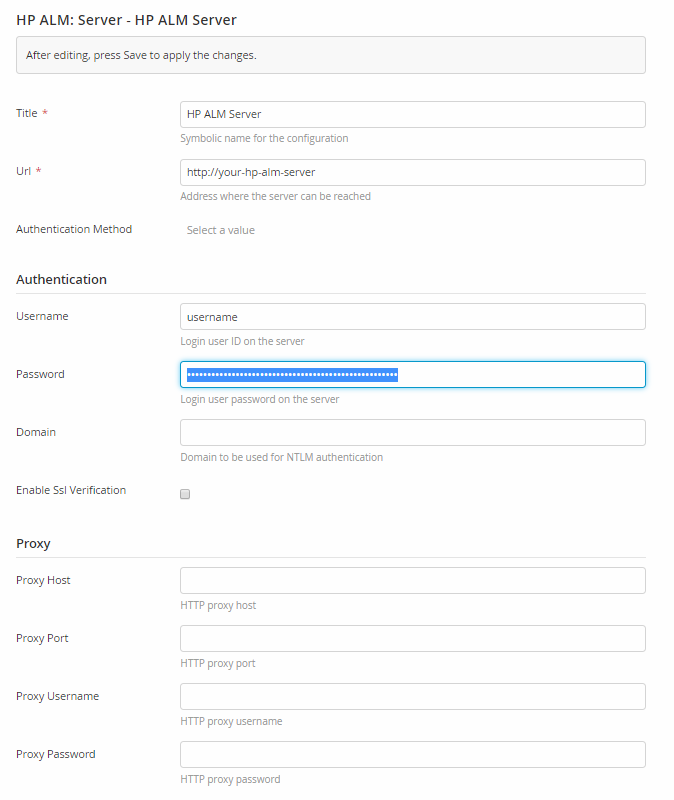 HP ALM: Server - HP ALM Server
After editing, press Save to apply the changes.
Title *
HP ALM Server
Symbolic name for the configuration
Url *
http://your-hp-alm-server
Address where the server can be reached
Authentication Method
Select a value
Authentication
Username
username
Login user ID on the server
Password
Login user password on the server
Domain
Domain to be used for NTLM authentication
Enable Ssl Verification
Proxy
Proxy Host
HTTP proxy host
Proxy Port
HTTP proxy port
Proxy Username
HTTP proxy username
Proxy Password
HTTP proxy password